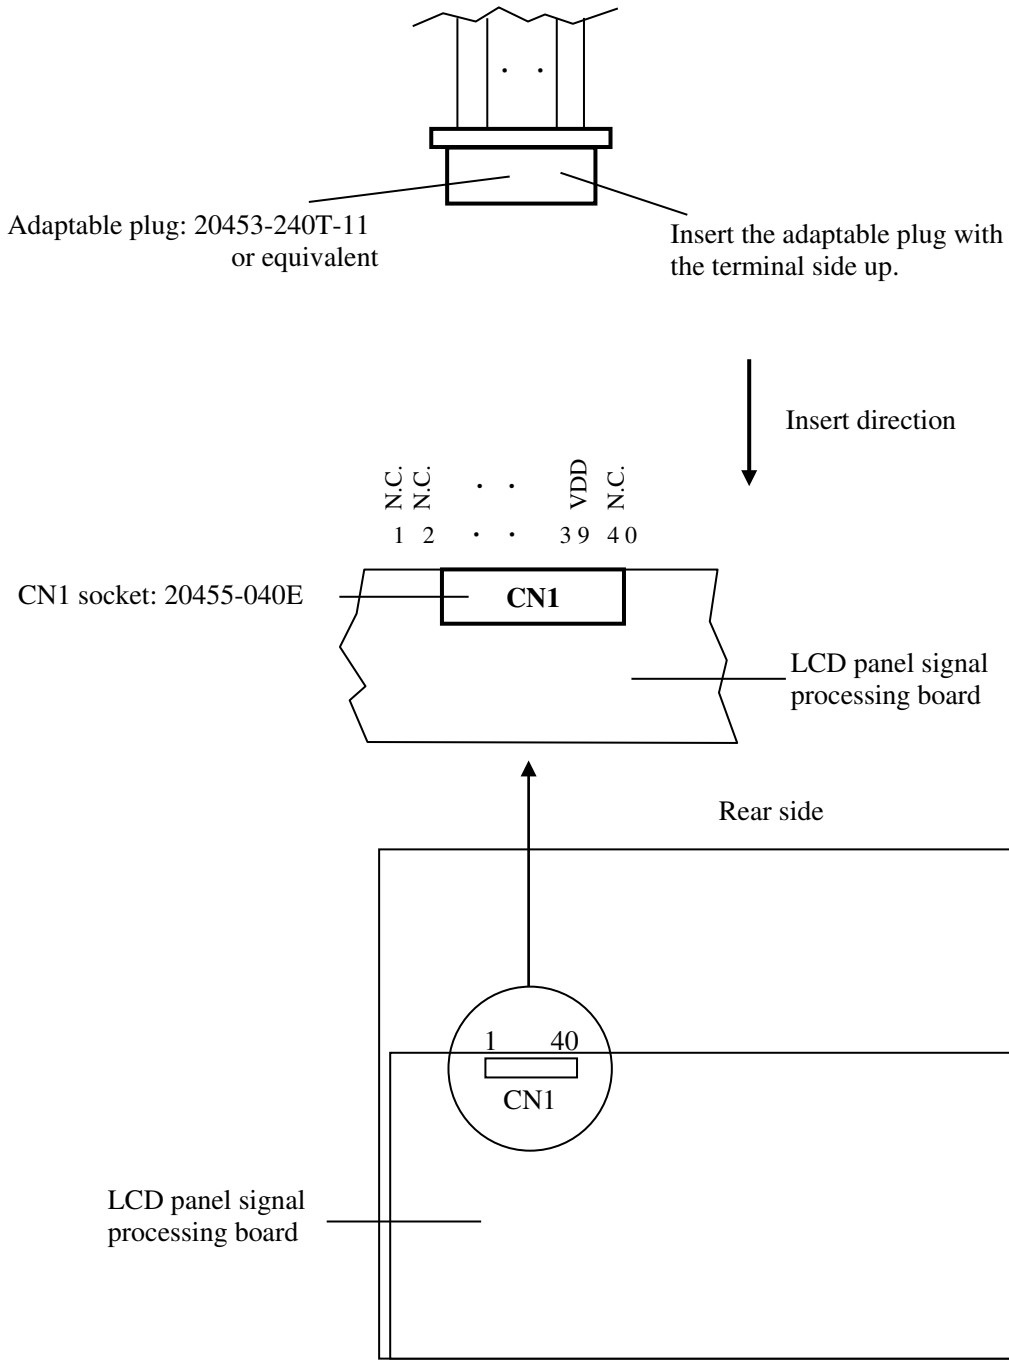 Adaptable plug: 20453-240T-11
or equivalent
Insert the adaptable plug with
the terminal side up.
Insert direction
N.C. N.C. · · VDD N.C.
1 2 · · 39 40
CN1 socket: 20455-040E
CN1
LCD panel signal
processing board
Rear side
1 40
CN1
LCD panel signal
processing board